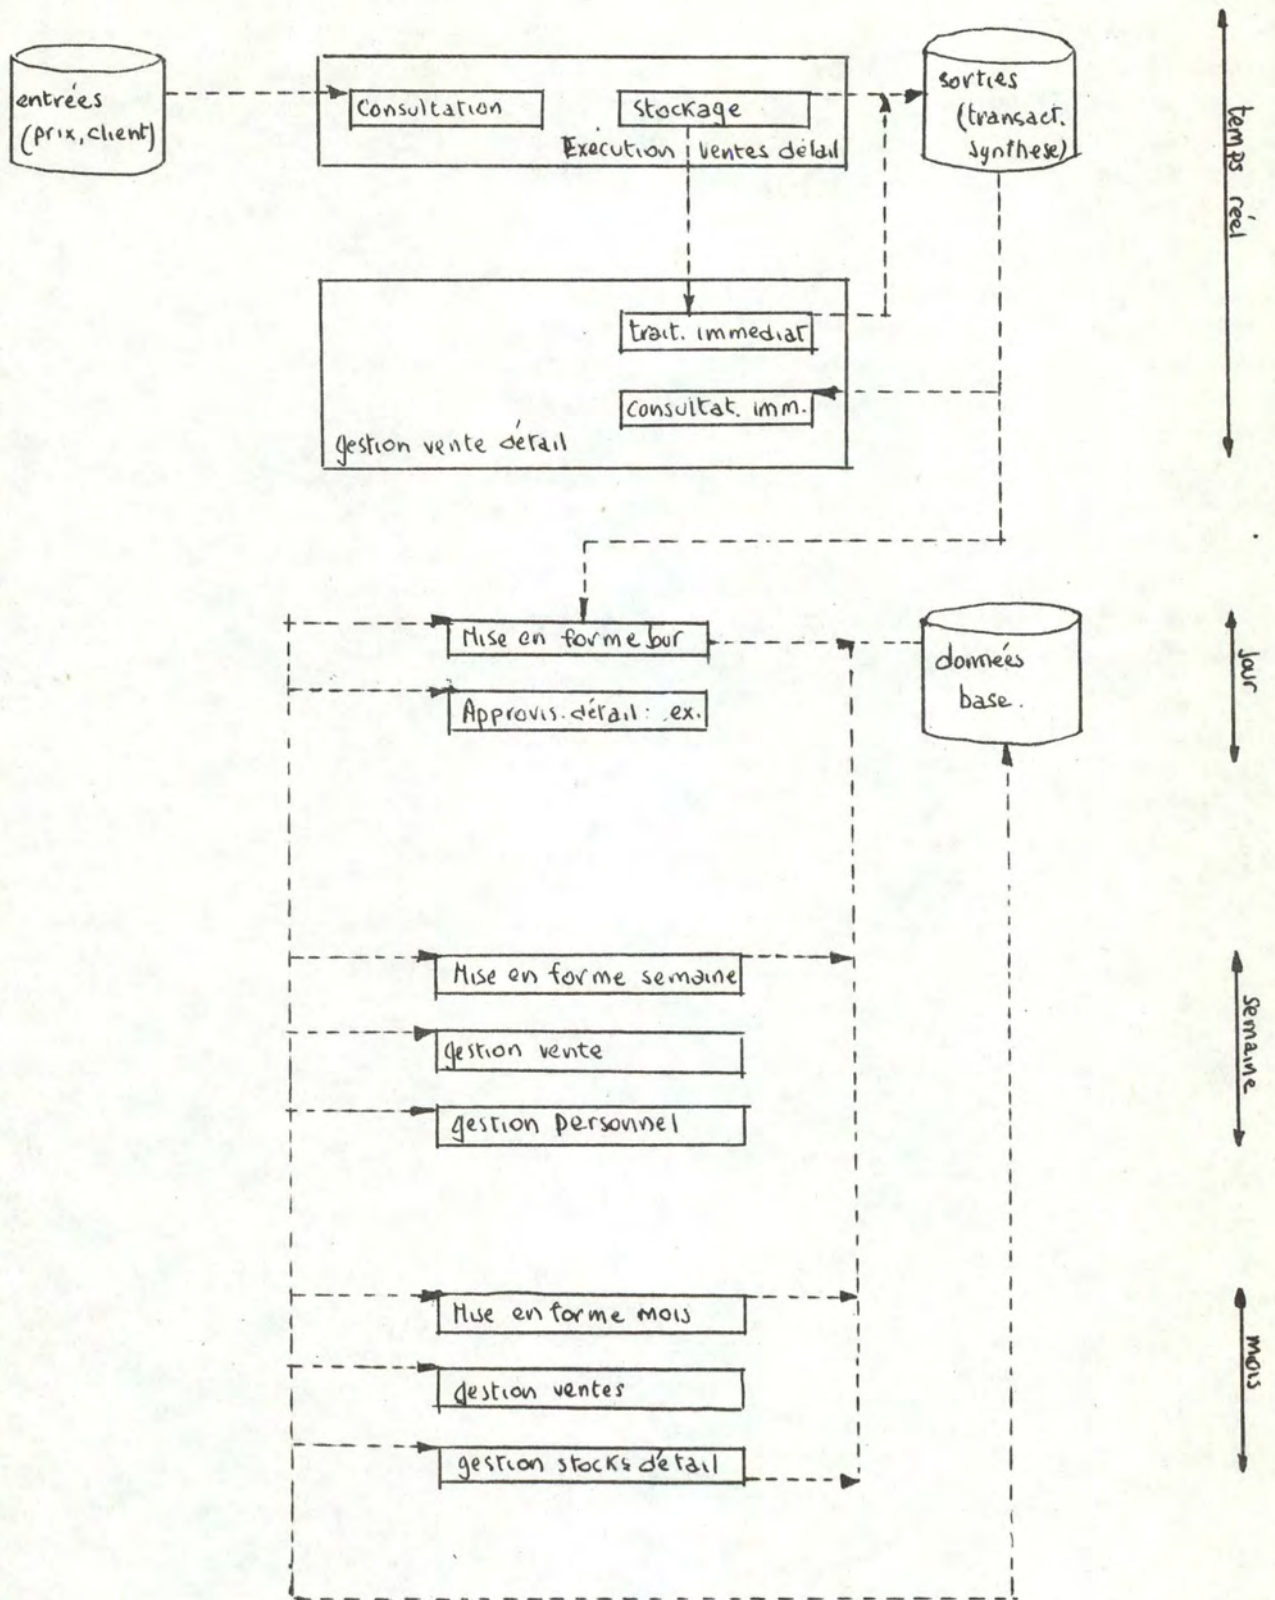 entrées
(prix, client)
Consultation
stockage
Exécution ventes détail
sorties
(transact.
synthese)
temps réel
trait. immediat
consultat. imm.
gestion vente détail
Mise en forme jour
Approvis. détail: ex.
données
base.
jour
Mise en forme semaine
gestion vente
gestion personnel
semaine
Mise en forme mois
gestion ventes
gestion stocks détail
mois